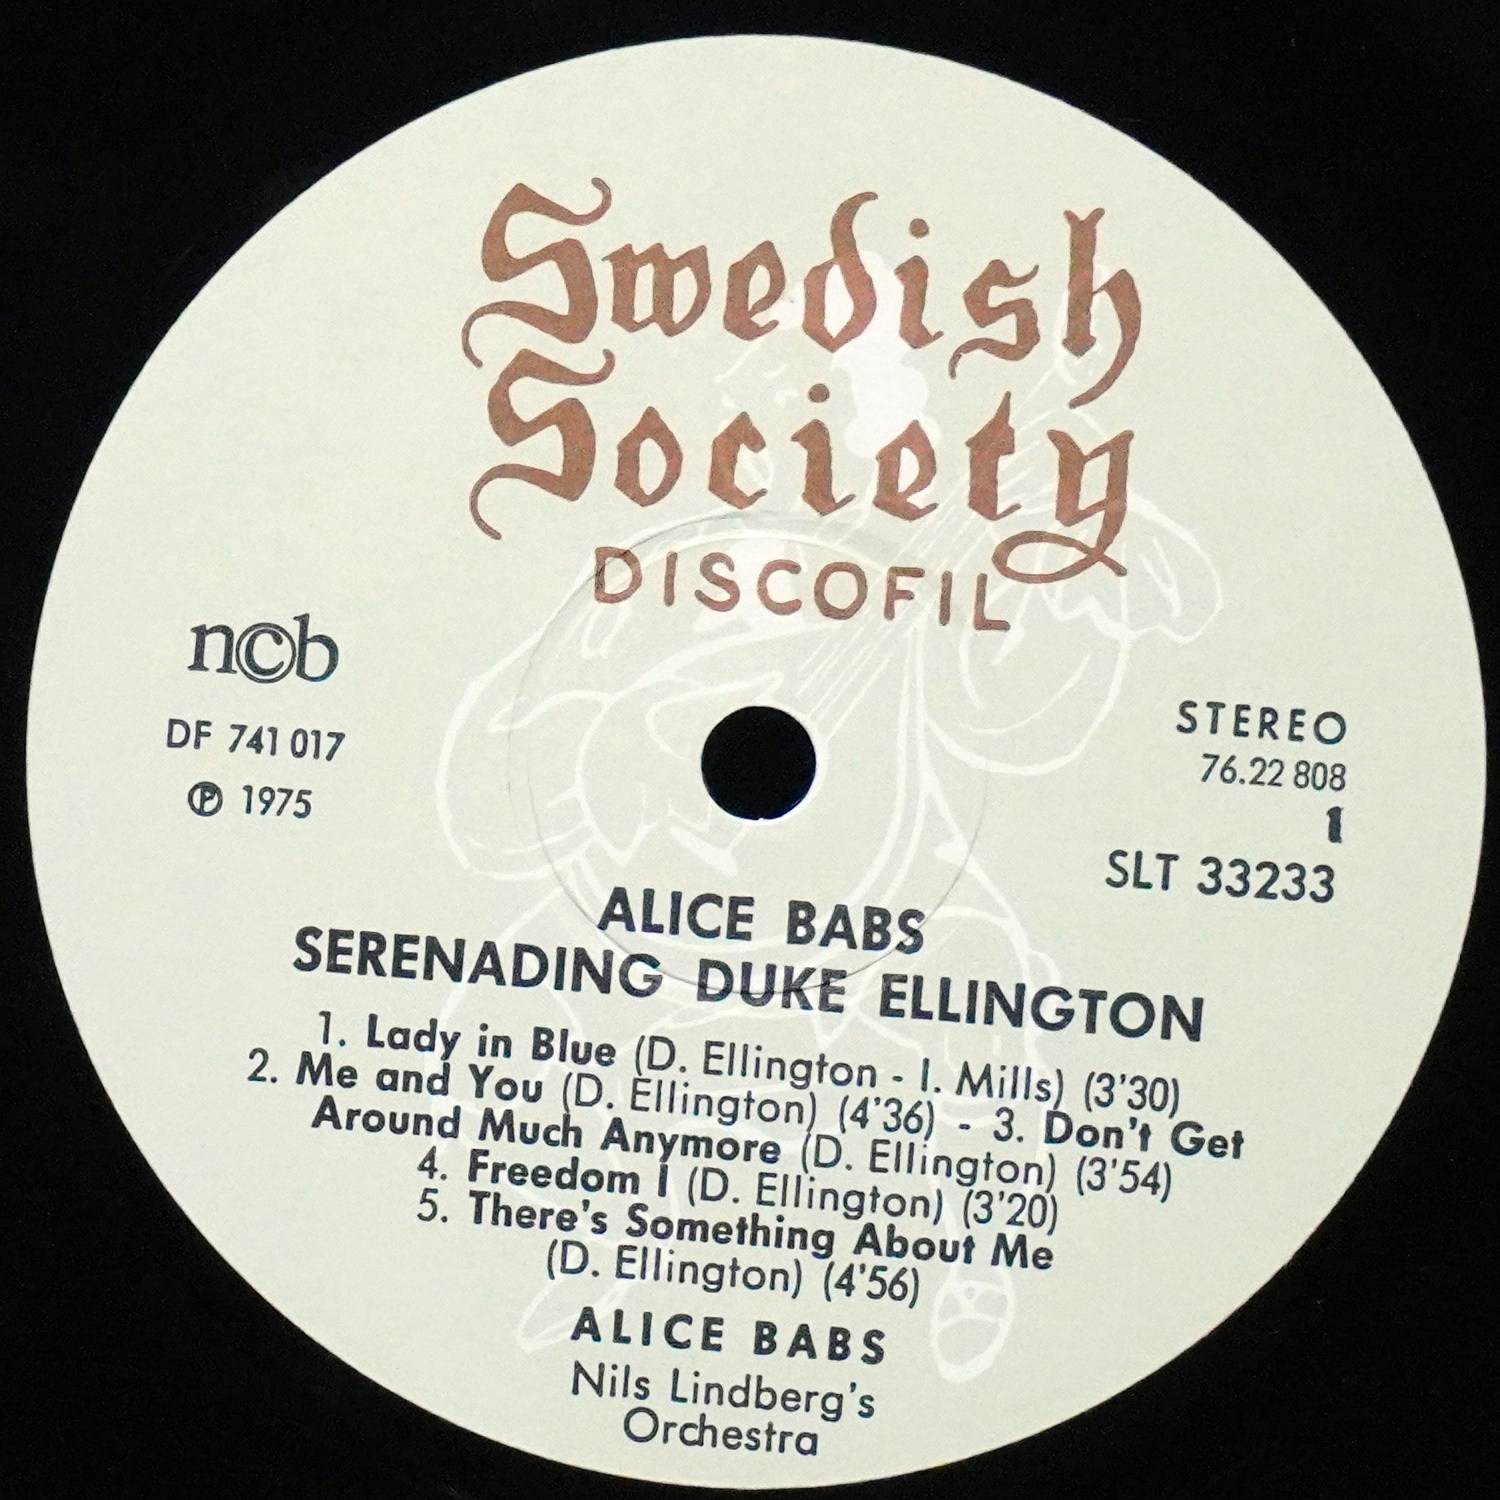 Swedish
Society
DISCOFIL
n©b
DF 741 017
℗ 1975
STEREO
76.22 808
1
SLT 33233
ALICE BABS
SERENADING DUKE ELLINGTON
1. Lady in Blue (D. Ellington - I. Mills) (3'30)
2. Me and You (D. Ellington) (4'36) - 3. Don't Get
Around Much Anymore (D. Ellington) (3'54)
4. Freedom I (D. Ellington) (3'20)
5. There's Something About Me
(D. Ellington) (4'56)
ALICE BABS
Nils Lindberg's
Orchestra